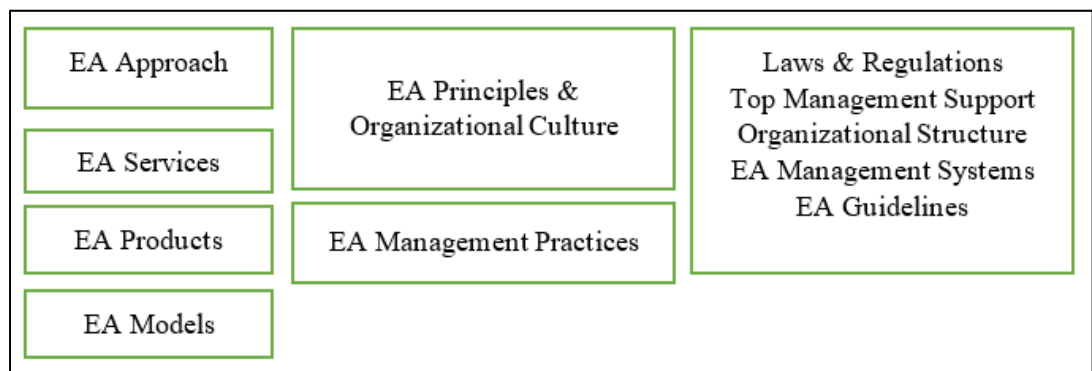 EA Approach
EA Services
EA Products
EA Models
EA Principles &
Organizational Culture
EA Management Practices
Laws & Regulations
Top Management Support
Organizational Structure
EA Management Systems
EA Guidelines